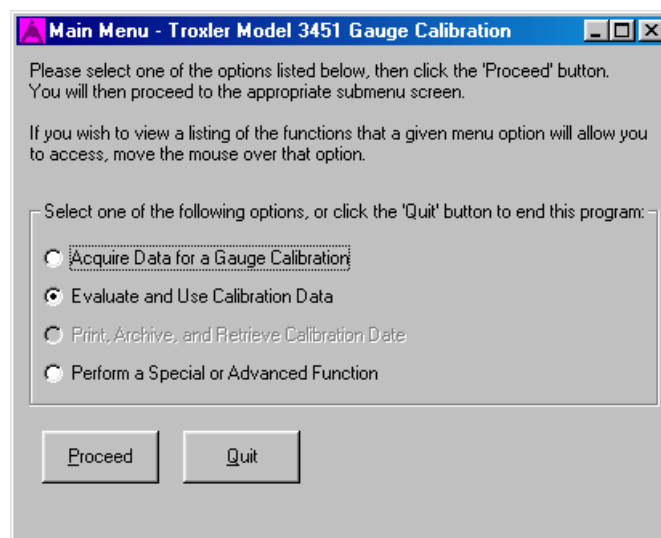 Main Menu - Troxler Model 3451 Gauge Calibration
Please select one of the options listed below, then click the 'Proceed' button.
You will then proceed to the appropriate submenu screen.
If you wish to view a listing of the functions that a given menu option will allow you
to access, move the mouse over that option.
Select one of the following options, or click the 'Quit' button to end this program:
Acquire Data for a Gauge Calibration
Evaluate and Use Calibration Data
Print, Archive, and Retrieve Calibration Date
Perform a Special or Advanced Function
Proceed
Quit